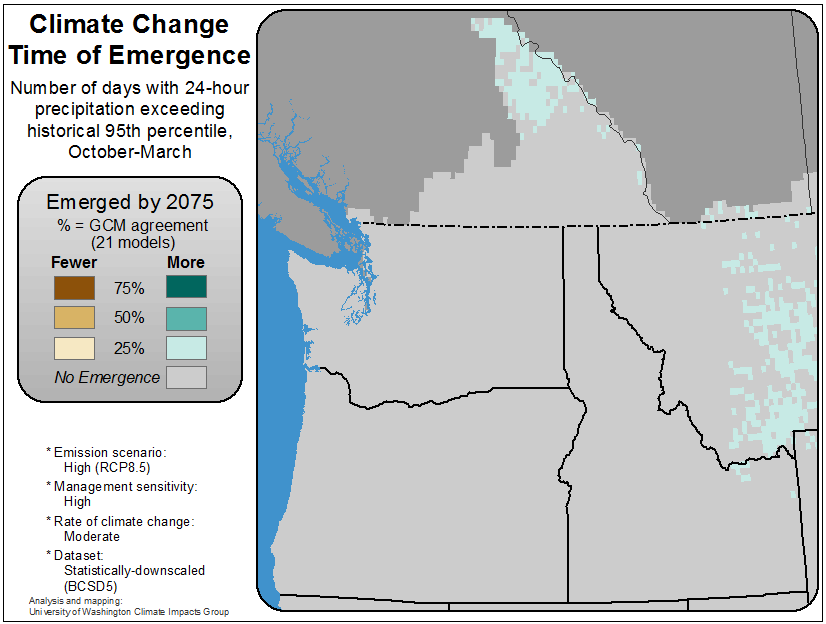 Climate Change
Time of Emergence
Number of days with 24-hour
precipitation exceeding
historical 95th percentile,
October-March
Emerged by 2075
% = GCM agreement
(21 models)
Fewer More
75%
50%
25%
No Emergence
* Emission scenario:
High (RCP8.5)
* Management sensitivity:
High
* Rate of climate change:
Moderate
* Dataset:
Statistically-downscaled
(BCSD5)
Analysis and mapping:
University of Washington Climate Impacts Group